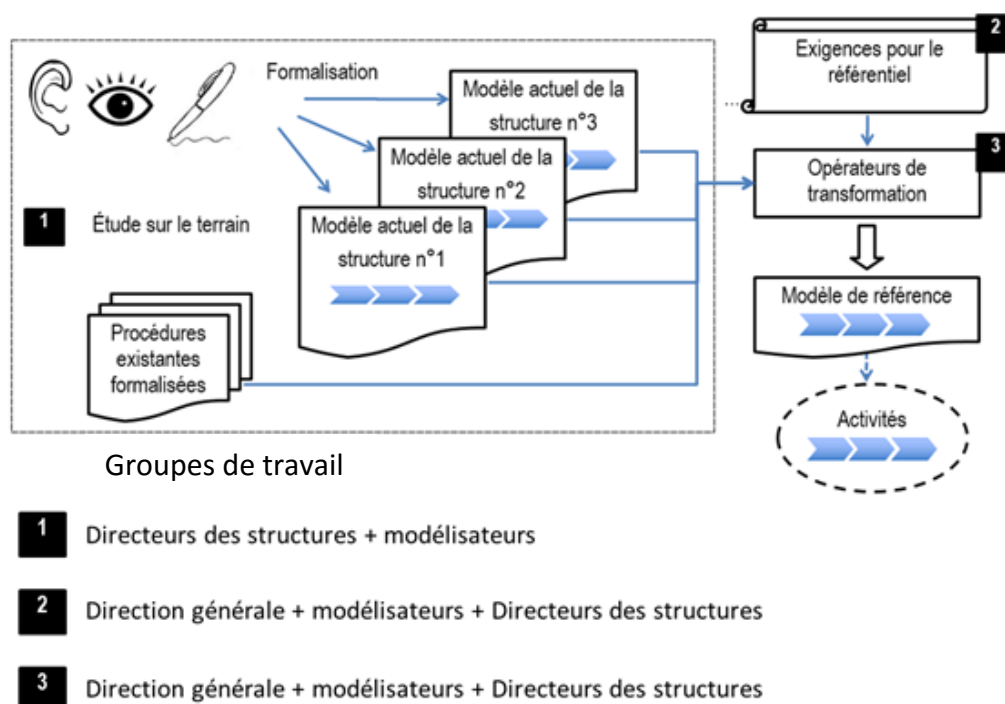 Formalisation
Modèle actuel de la
structure n°3
Modèle actuel de la
structure n°2
Modèle actuel de la
structure n°1
1
Étude sur le terrain
Procédures
existantes
formalisées
2
Exigences pour le
référentiel
...
3
Opérateurs de
transformation
Modèle de référence
Activités
Groupes de travail
1 Directeurs des structures + modélisateurs
2 Direction générale + modélisateurs + Directeurs des structures
3 Direction générale + modélisateurs + Directeurs des structures